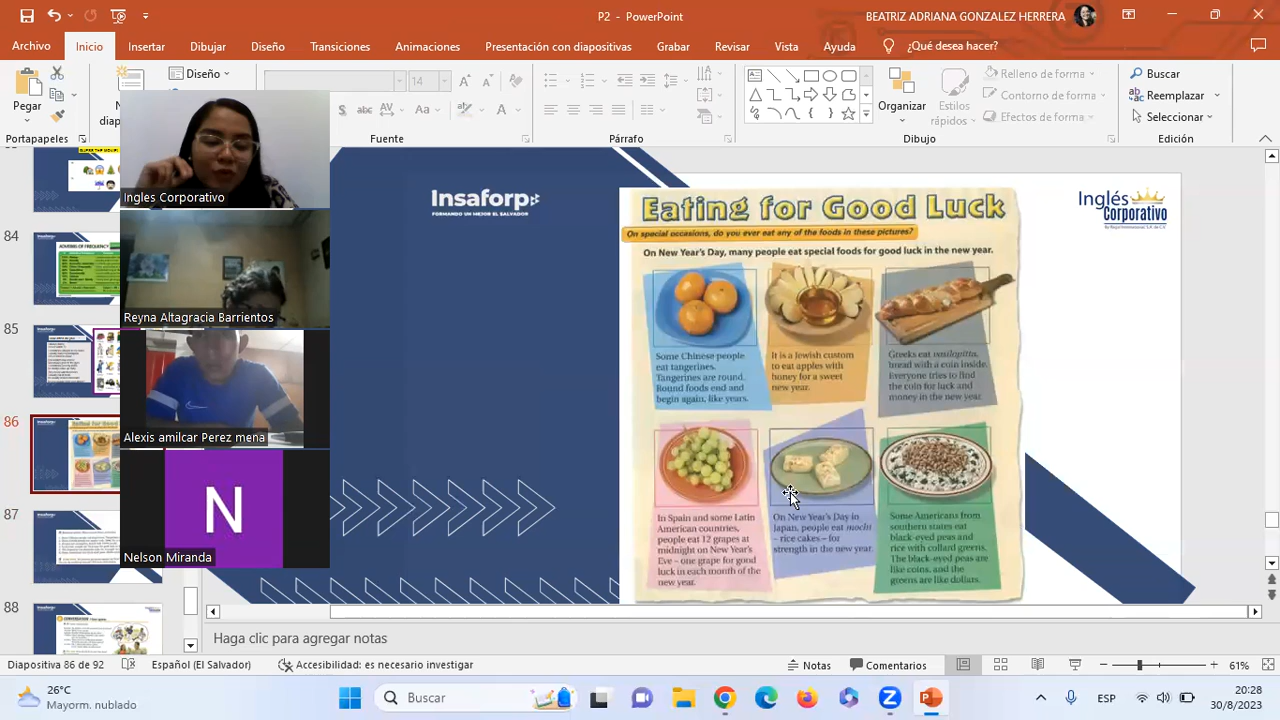 P2 - PowerPoint
BEATRIZ ADRIANA GONZALEZ HERRERA
Archivo Inicio Insertar Dibujar Diseño Transiciones Animaciones Presentación con diapositivas Grabar Revisar Vista Ayuda ¿Qué desea hacer?
Pegar
Diseño
14
Aa
Organizar
Estilos
rápidos
Contorno de forma
Efectos de forma
Buscar
Reemplazar
Seleccionar
Portapapeles
Fuente
Párrafo
Dibujo
Edición
Ingles Corporativo
Reyna Altagracia Barrientos
Alexis amilcar Perez mena
N
Nelson Miranda
84
85
86
87
88
Insaforp
FORMANDO UN MEJOR EL SALVADOR
Inglés
Corporativo
Eating for Good Luck
On special occasions, do you ever eat any of the foods in these pictures?
On New Year's Day, many people eat special foods for good luck in the new year.
Some Chinese people
eat tangerines.
Tangerines are round.
Round foods end and
begin again, like years.
It is a Jewish custom
to eat apples with
honey for a sweet
new year.
Greeks eat vasilopitta,
bread with a coin inside.
Everyone tries to find
the coin for luck and
money in the new year.
In Spain and some Latin
American countries,
people eat 12 grapes at
midnight on New Year's
Eve – one grape for good
luck in each month of the
new year.
On New Year's Day in
Japan, people eat mochi
– rice cakes – for
strength in the new year.
Some Americans from
southern states eat
black-eyed peas and
rice with collard greens.
The black-eyed peas are
like coins, and the
greens are like dollars.
Haga clic para agregar notas
Diapositiva 86 de 92
Español (El Salvador)
Accesibilidad: es necesario investigar
Notas
Comentarios
61%
26°C
Mayorm. nublado
Buscar
ESP
20:28
30/8/2023